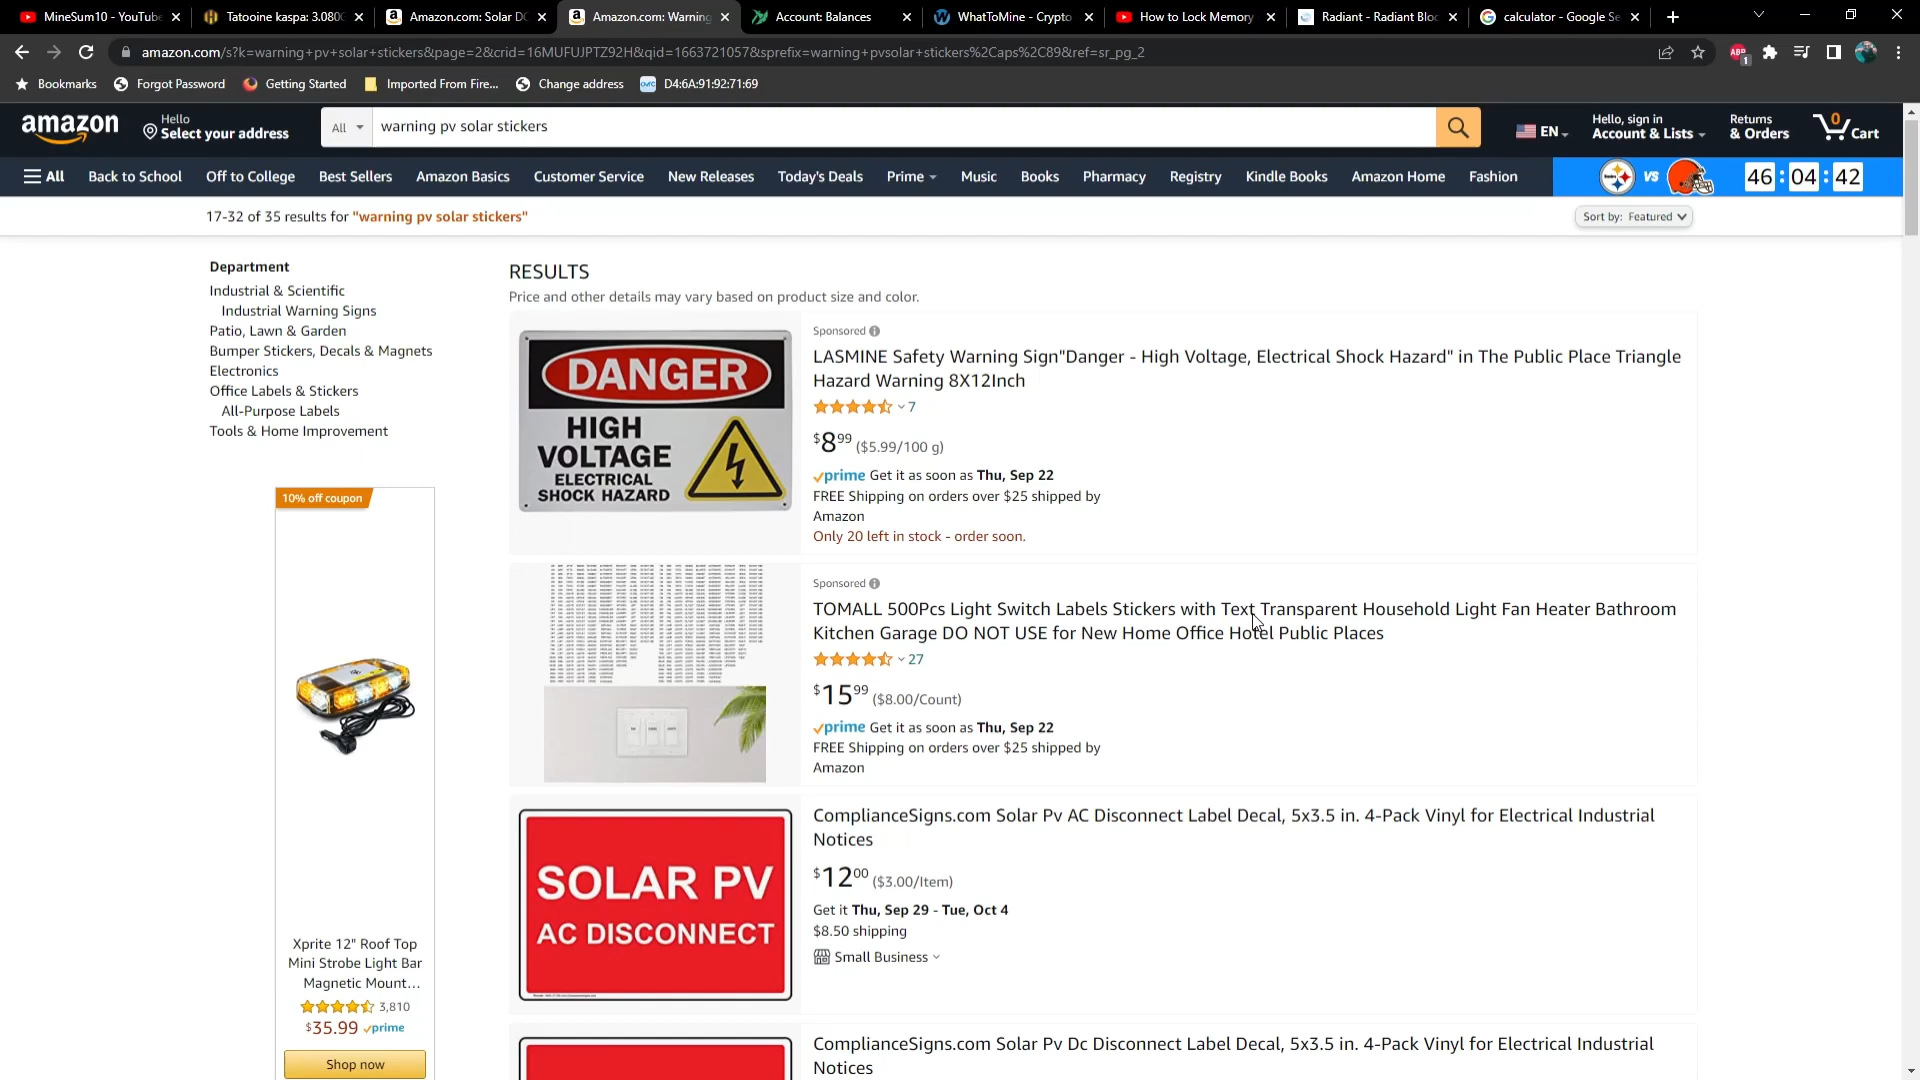 MineSum10 - YouTube
Tatooine kaspa: 3.080
Amazon.com: Solar DC
Amazon.com: Warning
Account: Balances
WhatToMine - Crypto
How to Lock Memory
Radiant - Radiant Bloc
calculator - Google Se
amazon.com/s?k=warning+pv+solar+stickers&page=2&crid=16MUFUJPTZ92H&qid=1663721057&sprefix=warning+pvsolar+stickers%2Caps%2C89&ref=sr_pg_2
ABP
1
Bookmarks
Forgot Password
Getting Started
Imported From Fire...
Change address
D4:6A:91:92:71:69
amazon
Hello
Select your address
All
warning pv solar stickers
EN
Hello, sign in
Account & Lists
Returns
& Orders
0
Cart
All
Back to School
Off to College
Best Sellers
Amazon Basics
Customer Service
New Releases
Today's Deals
Prime
Music
Books
Pharmacy
Registry
Kindle Books
Amazon Home
Fashion
VS
46 : 04 : 42
17-32 of 35 results for "warning pv solar stickers"
Sort by: Featured
Department
Industrial & Scientific
Industrial Warning Signs
Patio, Lawn & Garden
Bumper Stickers, Decals & Magnets
Electronics
Office Labels & Stickers
All-Purpose Labels
Tools & Home Improvement
10% off coupon
Xprite 12" Roof Top
Mini Strobe Light Bar
Magnetic Mount...
3,810
$35.99 prime
Shop now
RESULTS
Price and other details may vary based on product size and color.
DANGER
HIGH
VOLTAGE
ELECTRICAL
SHOCK HAZARD
Sponsored
LASMINE Safety Warning Sign"Danger - High Voltage, Electrical Shock Hazard" in The Public Place Triangle
Hazard Warning 8X12Inch
7
$8 99 ($5.99/100 g)
prime Get it as soon as Thu, Sep 22
FREE Shipping on orders over $25 shipped by
Amazon
Only 20 left in stock - order soon.
Sponsored
TOMALL 500Pcs Light Switch Labels Stickers with Text Transparent Household Light Fan Heater Bathroom
Kitchen Garage DO NOT USE for New Home Office Hotel Public Places
27
$15 99 ($8.00/Count)
prime Get it as soon as Thu, Sep 22
FREE Shipping on orders over $25 shipped by
Amazon
SOLAR PV
AC DISCONNECT
ComplianceSigns.com Solar Pv AC Disconnect Label Decal, 5x3.5 in. 4-Pack Vinyl for Electrical Industrial
Notices
$12 00 ($3.00/Item)
Get it Thu, Sep 29 - Tue, Oct 4
$8.50 shipping
Small Business
ComplianceSigns.com Solar Pv Dc Disconnect Label Decal, 5x3.5 in. 4-Pack Vinyl for Electrical Industrial
Notices